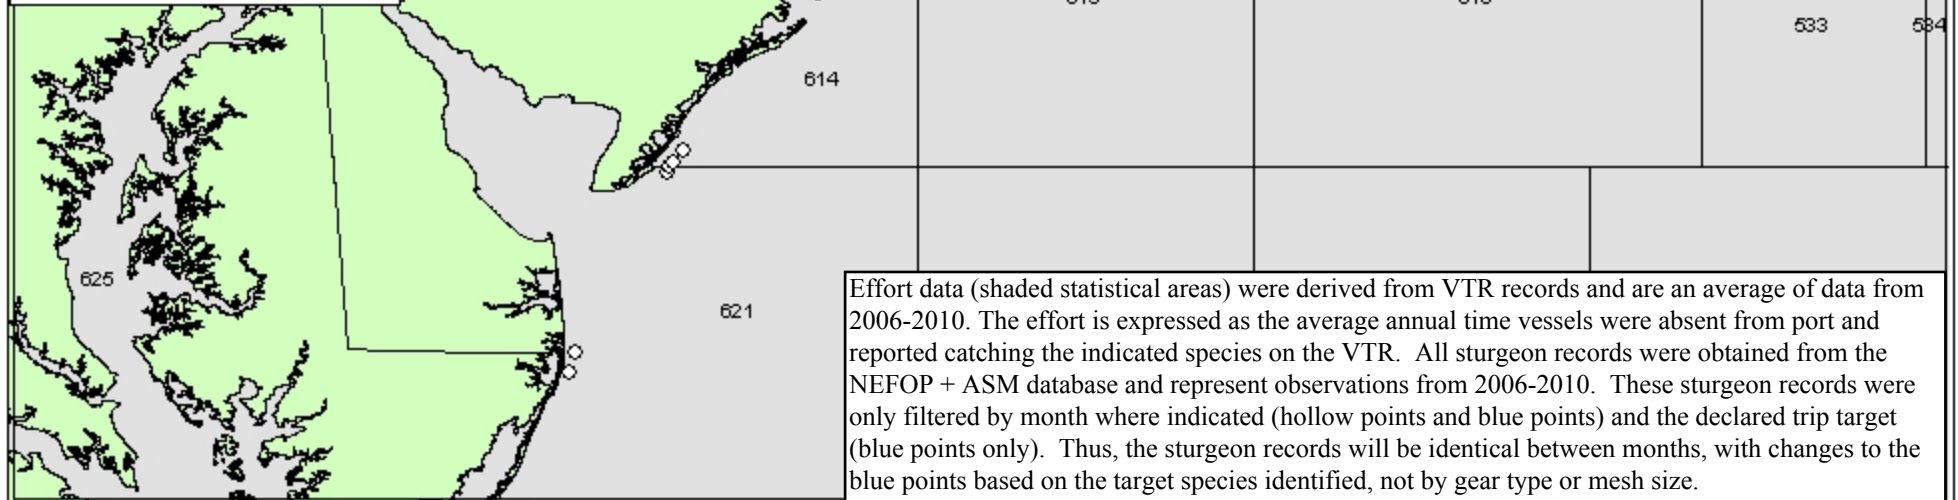 533
534
614
625
621
Effort data (shaded statistical areas) were derived from VTR records and are an average of data from
2006-2010. The effort is expressed as the average annual time vessels were absent from port and
reported catching the indicated species on the VTR.  All sturgeon records were obtained from the
NEFOP + ASM database and represent observations from 2006-2010.  These sturgeon records were
only filtered by month where indicated (hollow points and blue points) and the declared trip target
(blue points only).  Thus, the sturgeon records will be identical between months, with changes to the
blue points based on the target species identified, not by gear type or mesh size.